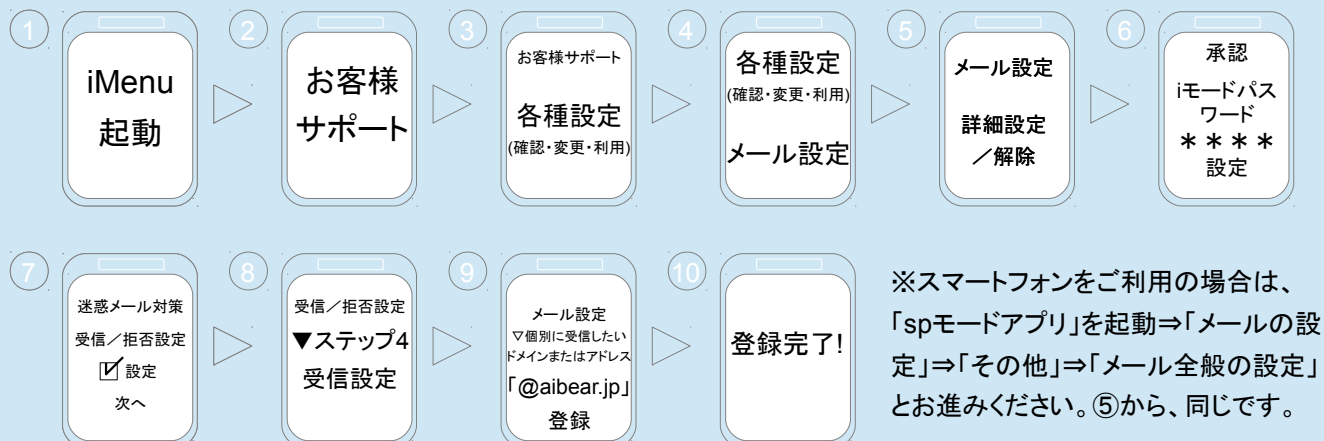 ①
iMenu
起動
②
お客様
サポート
③
お客様サポート
各種設定
(確認・変更・利用)
④
各種設定
(確認・変更・利用)
メール設定
⑤
メール設定
詳細設定
／解除
⑥
承認
iモードパス
ワード
＊＊＊＊
設定
⑦
迷惑メール対策
受信／拒否設定
☑ 設定
次へ
⑧
受信／拒否設定
▼ステップ4
受信設定
⑨
メール設定
▽個別に受信したい
ドメインまたはアドレス
「@aibear.jp」
登録
⑩
登録完了!
※スマートフォンをご利用の場合は、
「spモードアプリ」を起動⇒「メールの設
定」⇒「その他」⇒「メール全般の設定」
とお進みください。⑤から、同じです。